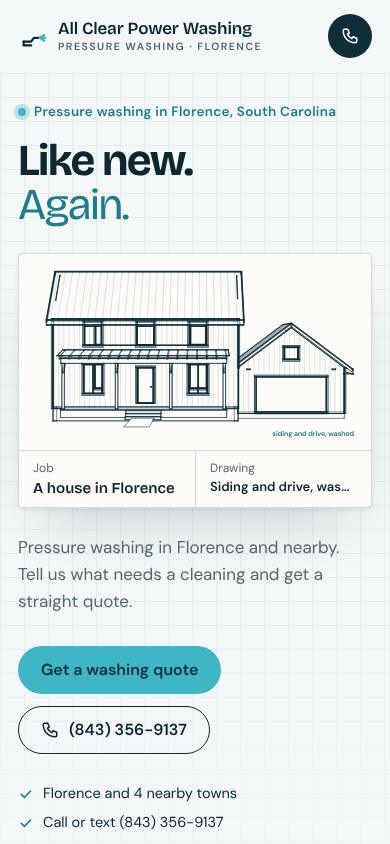 All Clear Power Washing
PRESSURE WASHING · FLORENCE
Pressure washing in Florence, South Carolina
Like new.
Again.
siding and drive, washed
Job
A house in Florence
Drawing
Siding and drive, was...
Pressure washing in Florence and nearby.
Tell us what needs a cleaning and get a
straight quote.
Get a washing quote
(843) 356-9137
Florence and 4 nearby towns
Call or text (843) 356-9137